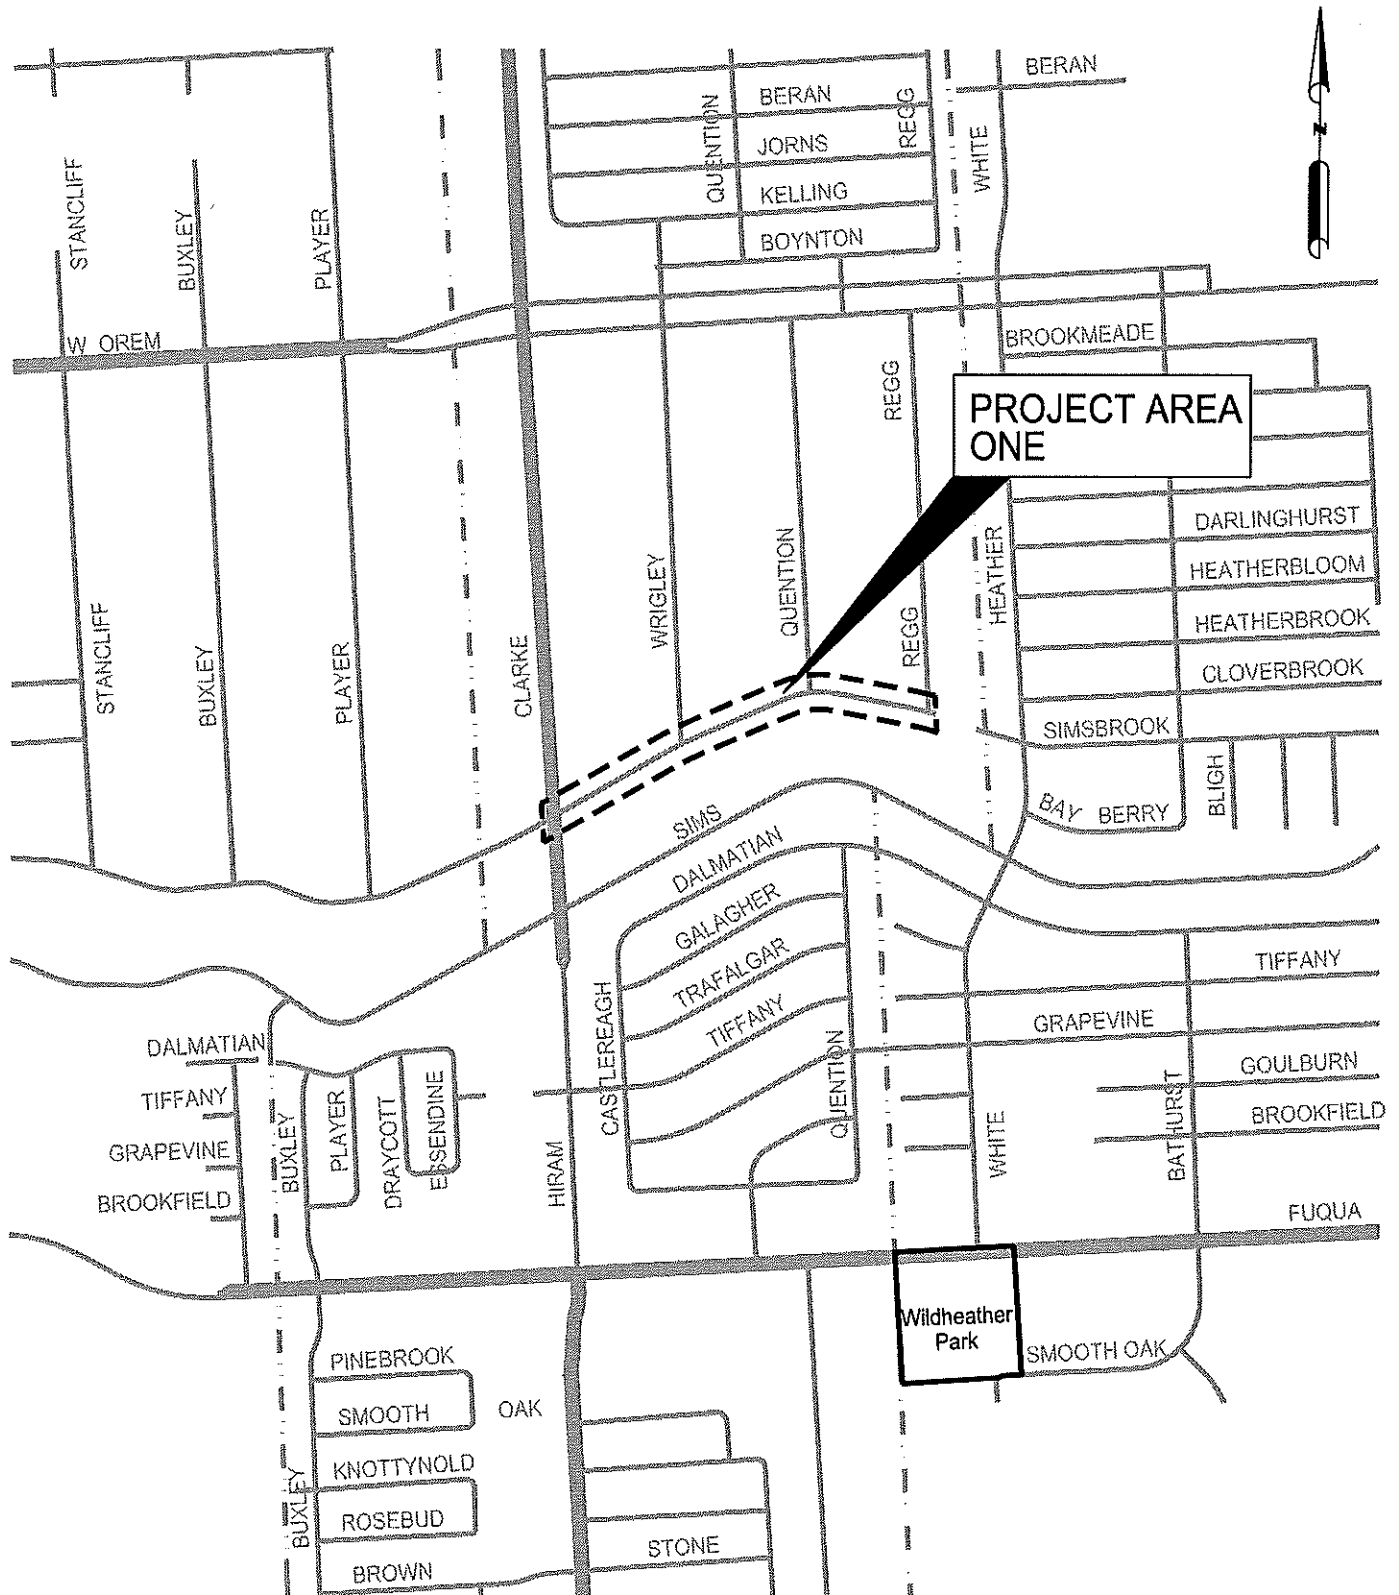 BERAN
BERAN
JORNS
KELLING
BOYNTON
QUENTION
REGG
WHITE
N
STANCLIFF
BUXLEY
PLAYER
W OREM
BROOKMEADE
REGG
PROJECT AREA
ONE
DARLINGHURST
HEATHERBLOOM
HEATHERBROOK
CLOVERBROOK
SIMSBROOK
STANCLIFF
BUXLEY
PLAYER
CLARKE
WRIGLEY
QUENTION
REGG
HEATHER
BAY BERRY
BLIGH
SIMS
DALMATIAN
GALAGHER
TRAFALGAR
TIFFANY
CASTLEREAGH
QUENTION
TIFFANY
GRAPEVINE
GOULBURN
BROOKFIELD
DALMATIAN
TIFFANY
GRAPEVINE
BROOKFIELD
BUXLEY
PLAYER
DRAYCOTT
ESSENDINE
HIRAM
WHITE
BATHURST
FUQUA
Wildheather
Park
SMOOTH OAK
PINEBROOK
SMOOTH OAK
KNOTTYNOLD
BUXLEY
ROSEBUD
BROWN STONE